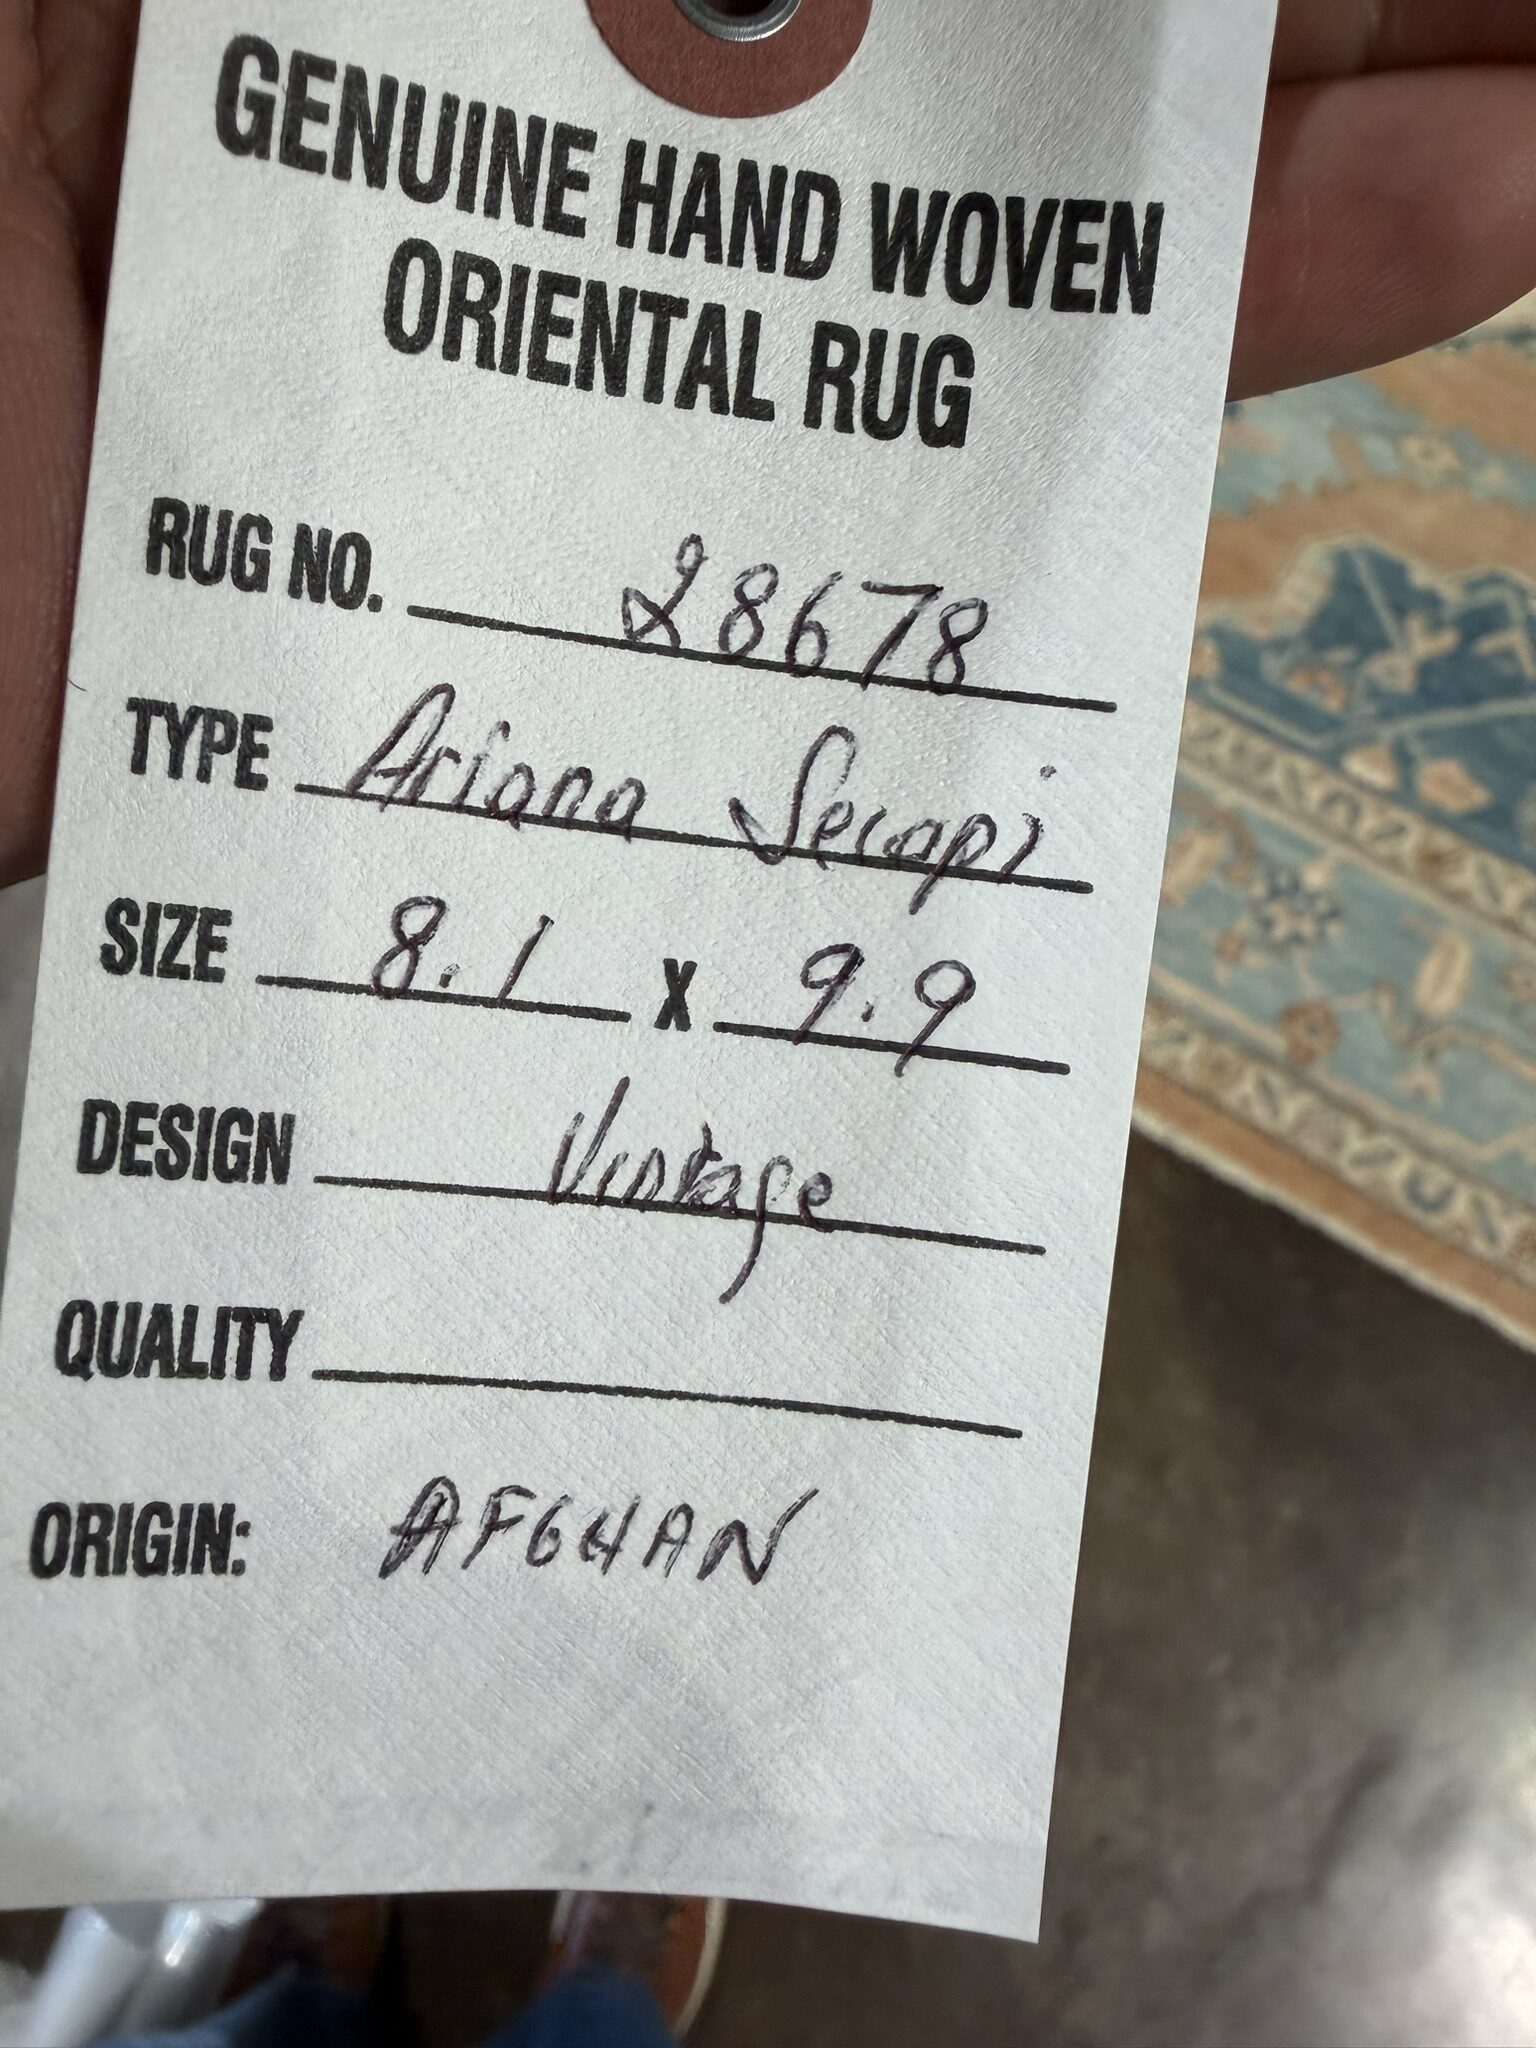 GENUINE HAND WOVEN
ORIENTAL RUG
RUG NO. 28678
TYPE Ariana Serapi
SIZE 8.1 X 9.9
DESIGN Vintage
QUALITY
ORIGIN: AFGHAN